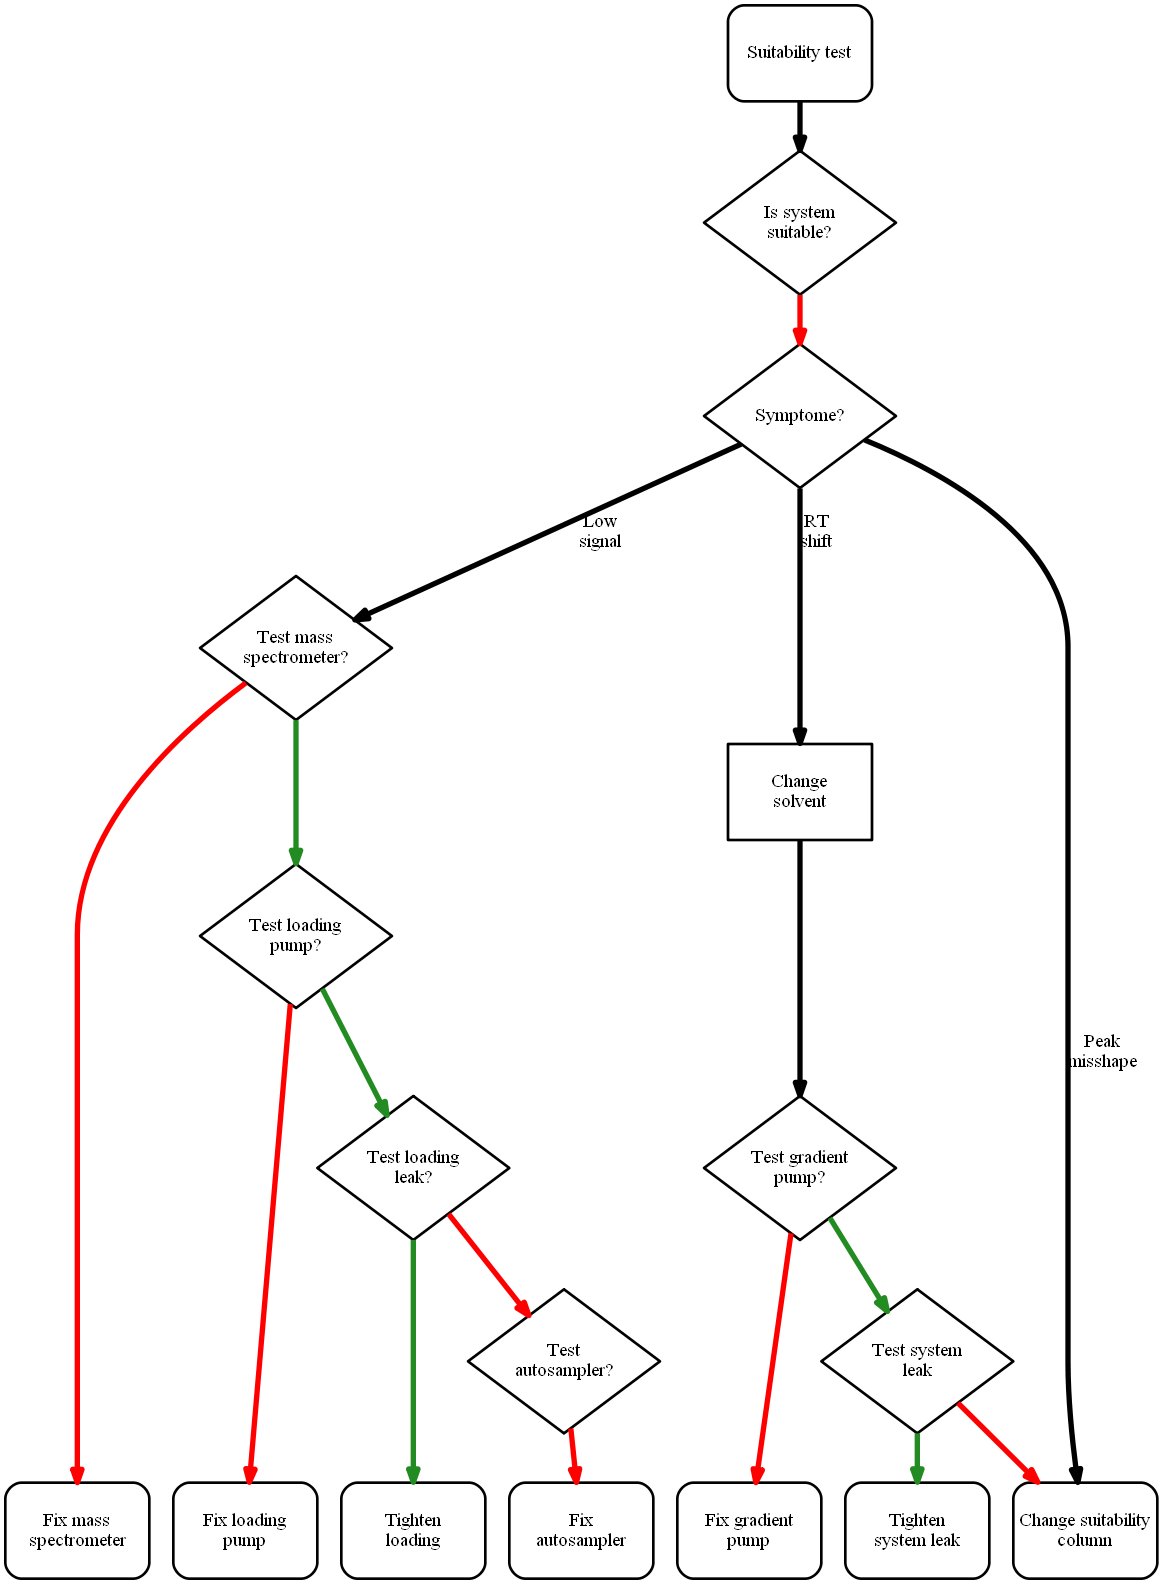 Suitability test
Is system
suitable?
Symptome?
Low
signal
RT
shift
Test mass
spectrometer?
Change
solvent
Test loading
pump?
Peak
misshape
Test loading
leak?
Test gradient
pump?
Test
autosampler?
Test system
leak
Fix mass
spectrometer
Fix loading
pump
Tighten
loading
Fix
autosampler
Fix gradient
pump
Tighten
system leak
Change suitability
column